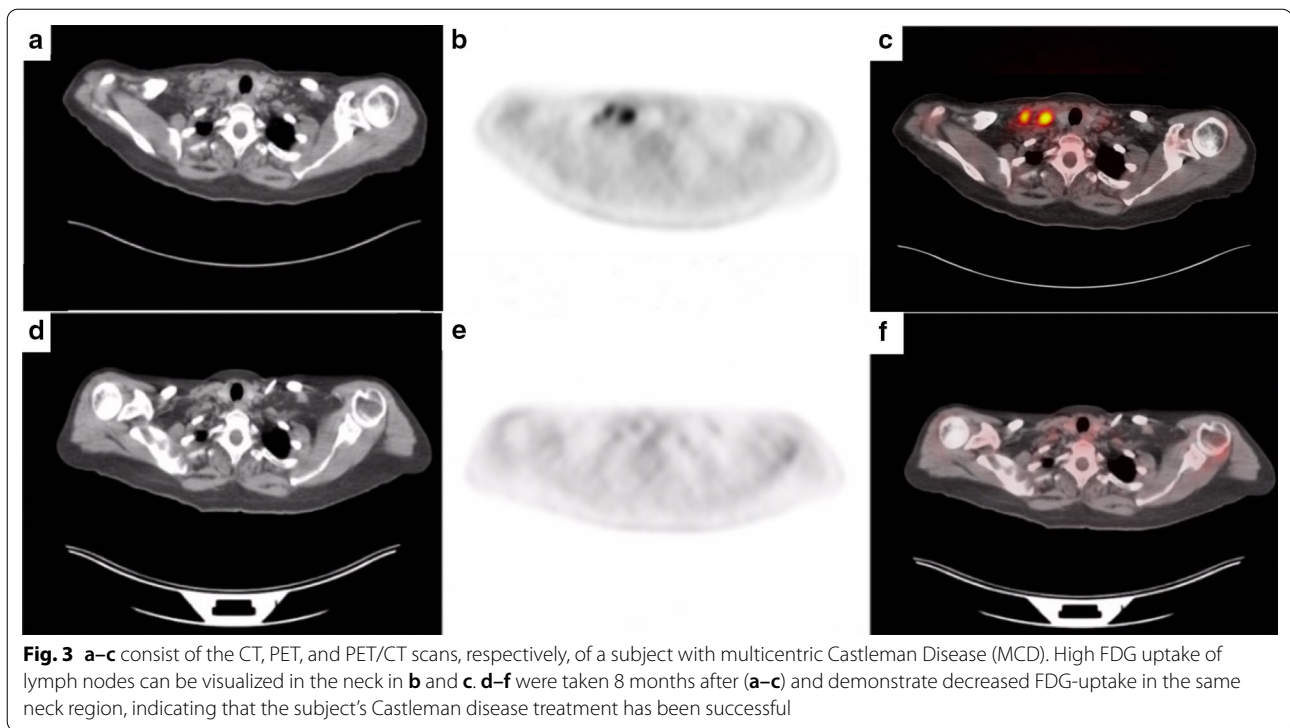 a
b
c
d
e
f
Fig. 3 a–c consist of the CT, PET, and PET/CT scans, respectively, of a subject with multicentric Castleman Disease (MCD). High FDG uptake of
lymph nodes can be visualized in the neck in b and c. d–f were taken 8 months after (a–c) and demonstrate decreased FDG-uptake in the same
neck region, indicating that the subject's Castleman disease treatment has been successful